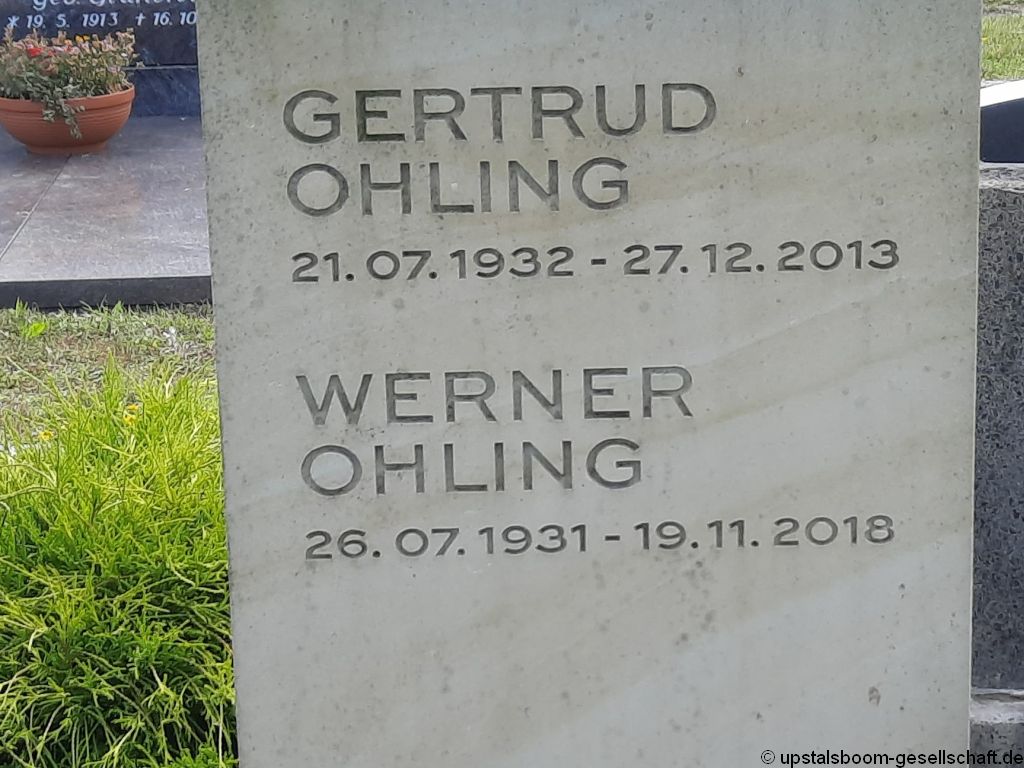 * 19. 5. 1913 + 16. 10
GERTRUD
OHLING
21. 07. 1932 - 27. 12. 2013
WERNER
OHLING
26. 07. 1931 - 19. 11. 2018
© upstalsboom-gesellschaft.de